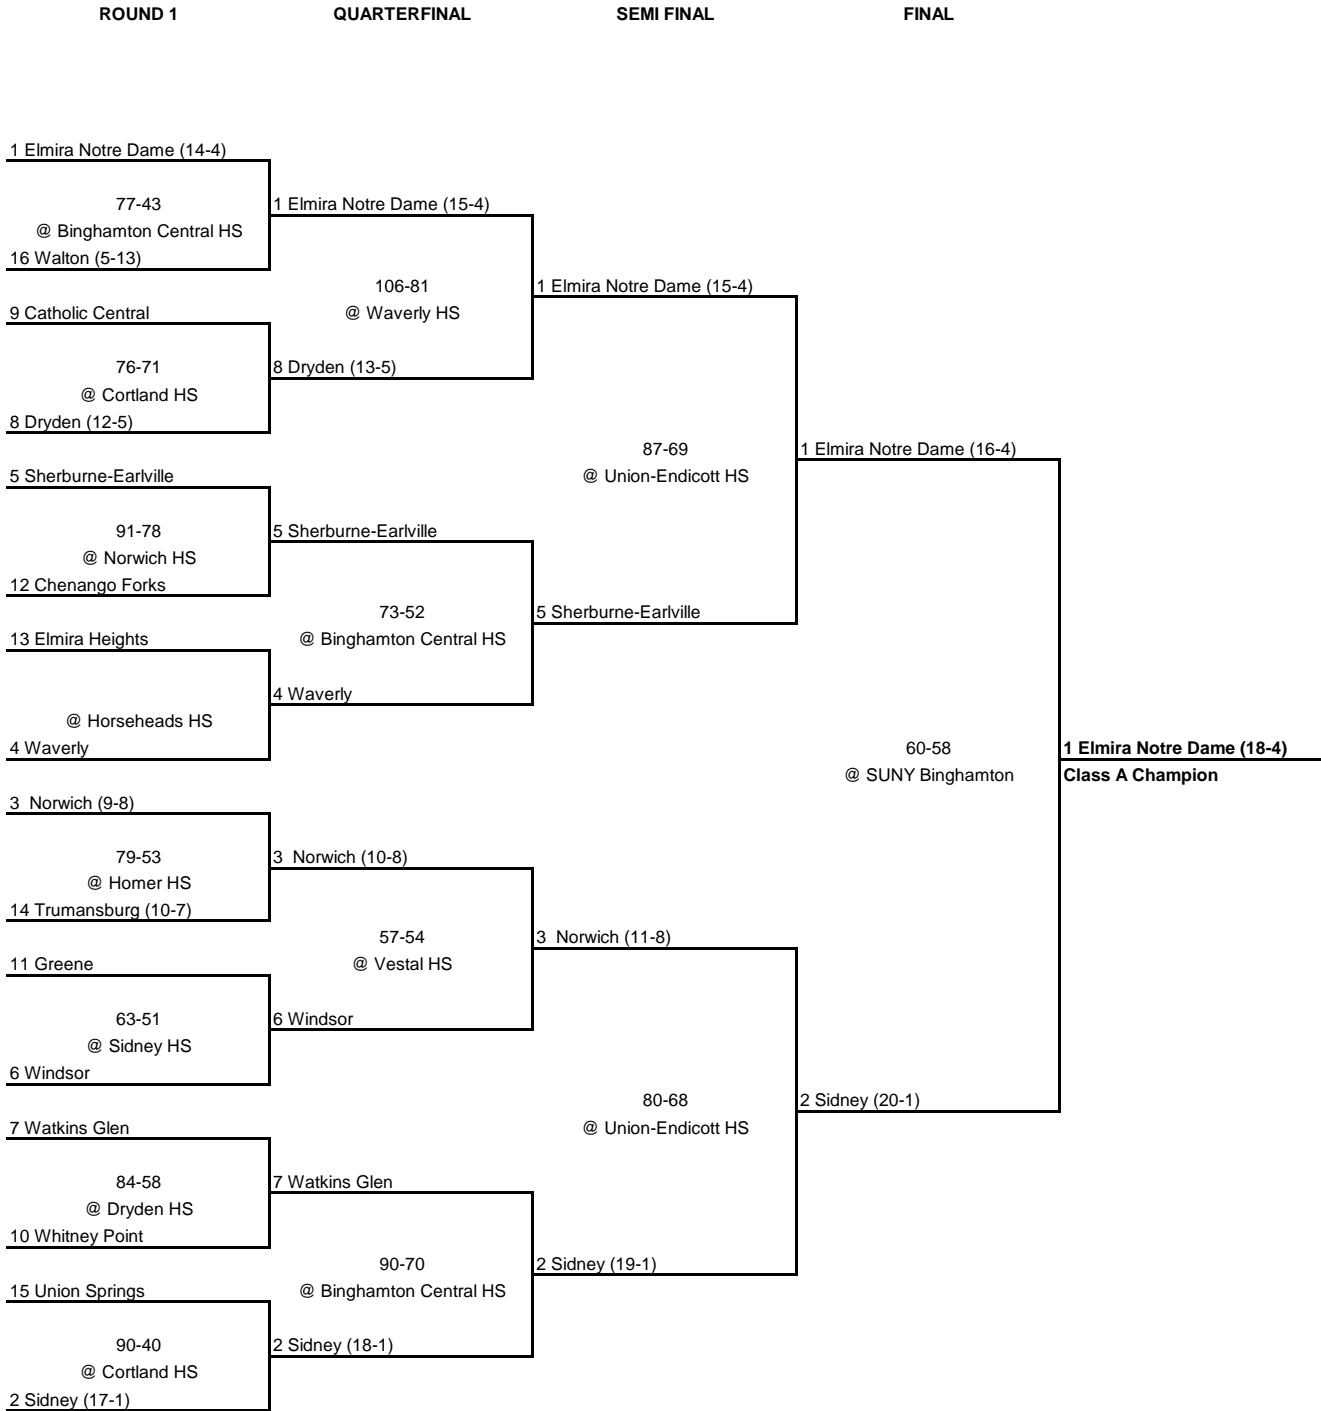 ROUND 1 QUARTERFINAL SEMI FINAL FINAL
1 Elmira Notre Dame (14-4)
77-43 1 Elmira Notre Dame (15-4)
@ Binghamton Central HS
16 Walton (5-13)
106-81 1 Elmira Notre Dame (15-4)
9 Catholic Central @ Waverly HS
76-71 8 Dryden (13-5)
@ Cortland HS
8 Dryden (12-5)
87-69 1 Elmira Notre Dame (16-4)
5 Sherburne-Earlville @ Union-Endicott HS
91-78 5 Sherburne-Earlville
@ Norwich HS
12 Chenango Forks
73-52 5 Sherburne-Earlville
13 Elmira Heights @ Binghamton Central HS
4 Waverly
@ Horseheads HS
4 Waverly 60-58 1 Elmira Notre Dame (18-4)
@ SUNY Binghamton Class A Champion
3 Norwich (9-8)
79-53 3 Norwich (10-8)
@ Homer HS
14 Trumansburg (10-7)
57-54 3 Norwich (11-8)
11 Greene @ Vestal HS
63-51 6 Windsor
@ Sidney HS
6 Windsor
80-68 2 Sidney (20-1)
7 Watkins Glen @ Union-Endicott HS
84-58 7 Watkins Glen
@ Dryden HS
10 Whitney Point
90-70 2 Sidney (19-1)
15 Union Springs @ Binghamton Central HS
90-40 2 Sidney (18-1)
@ Cortland HS
2 Sidney (17-1)